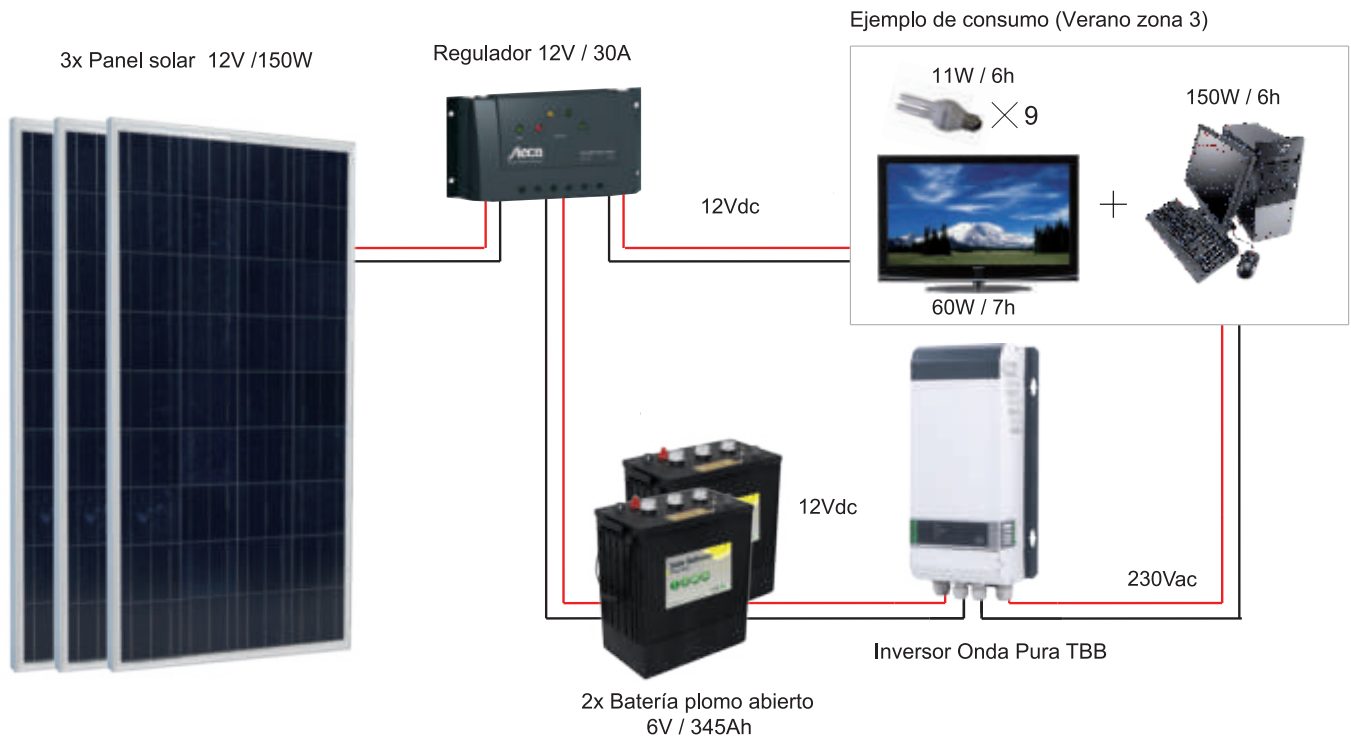 Ejemplo de consumo (Verano zona 3)
3x Panel solar 12V /150W
Regulador 12V / 30A
11W / 6h
×9
150W / 6h
12Vdc
+
60W / 7h
12Vdc
230Vac
Inversor Onda Pura TBB
2x Batería plomo abierto
6V / 345Ah